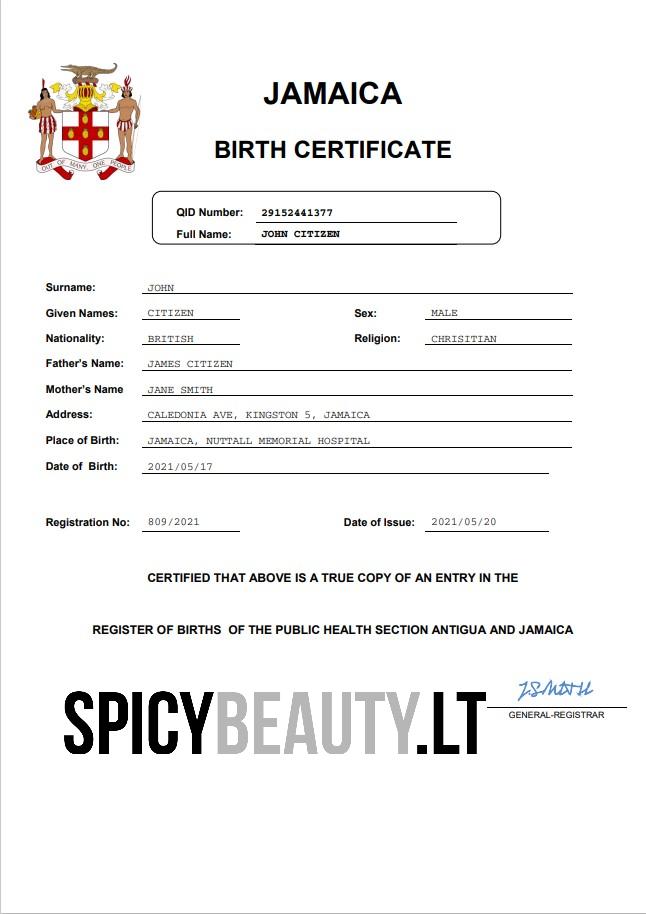 JAMAICA
BIRTH CERTIFICATE
OUT OF MANY ONE PEOPLE
QID Number: 29152441377
Full Name: JOHN CITIZEN
Surname: JOHN
Given Names: CITIZEN Sex: MALE
Nationality: BRITISH Religion: CHRISITIAN
Father's Name: JAMES CITIZEN
Mother's Name JANE SMITH
Address: CALEDONIA AVE, KINGSTON 5, JAMAICA
Place of Birth: JAMAICA, NUTTALL MEMORIAL HOSPITAL
Date of Birth: 2021/05/17
Registration No: 809/2021 Date of Issue: 2021/05/20
CERTIFIED THAT ABOVE IS A TRUE COPY OF AN ENTRY IN THE
REGISTER OF BIRTHS OF THE PUBLIC HEALTH SECTION ANTIGUA AND JAMAICA
SPICYBEAUTY.LT
GENERAL-REGISTRAR